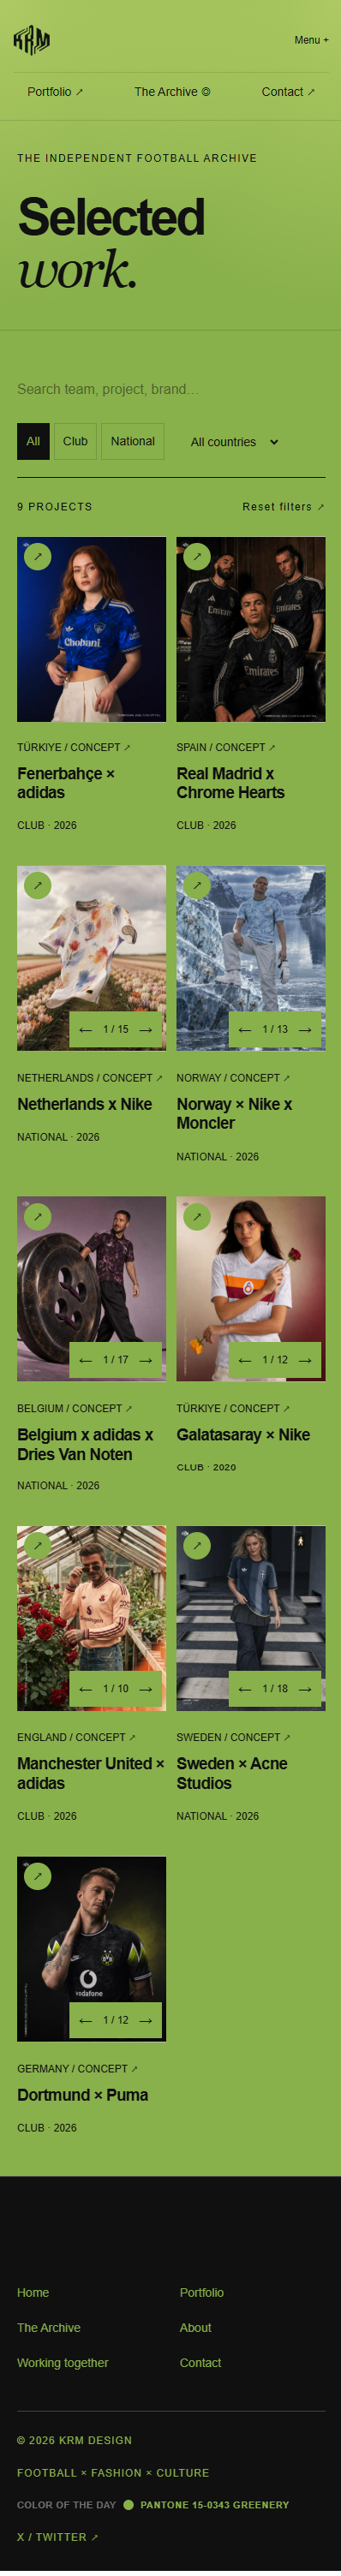 KRM
Menu +
Portfolio ↗
The Archive
Contact ↗
THE INDEPENDENT FOOTBALL ARCHIVE
Selected
work.
Search team, project, brand...
All
Club
National
All countries
9 PROJECTS
Reset filters ↗
Chobani
Emirates
Emirates
Emirates
TÜRKIYE / CONCEPT ↗
Fenerbahçe ×
adidas
CLUB · 2026
SPAIN / CONCEPT ↗
Real Madrid x
Chrome Hearts
CLUB · 2026
← 1 / 15 →
← 1 / 13 →
NETHERLANDS / CONCEPT ↗
Netherlands x Nike
NATIONAL · 2026
NORWAY / CONCEPT ↗
Norway × Nike x
Moncler
NATIONAL · 2026
← 1 / 17 →
← 1 / 12 →
BELGIUM / CONCEPT ↗
Belgium x adidas x
Dries Van Noten
NATIONAL · 2026
TÜRKIYE / CONCEPT ↗
Galatasaray × Nike
CLUB · 2020
← 1 / 10 →
← 1 / 18 →
ENGLAND / CONCEPT ↗
Manchester United ×
adidas
CLUB · 2026
SWEDEN / CONCEPT ↗
Sweden × Acne
Studios
NATIONAL · 2026
vodafone
← 1 / 12 →
GERMANY / CONCEPT ↗
Dortmund × Puma
CLUB · 2026
Home
Portfolio
The Archive
About
Working together
Contact
© 2026 KRM DESIGN
FOOTBALL × FASHION × CULTURE
COLOR OF THE DAY PANTONE 15-0343 GREENERY
X / TWITTER ↗